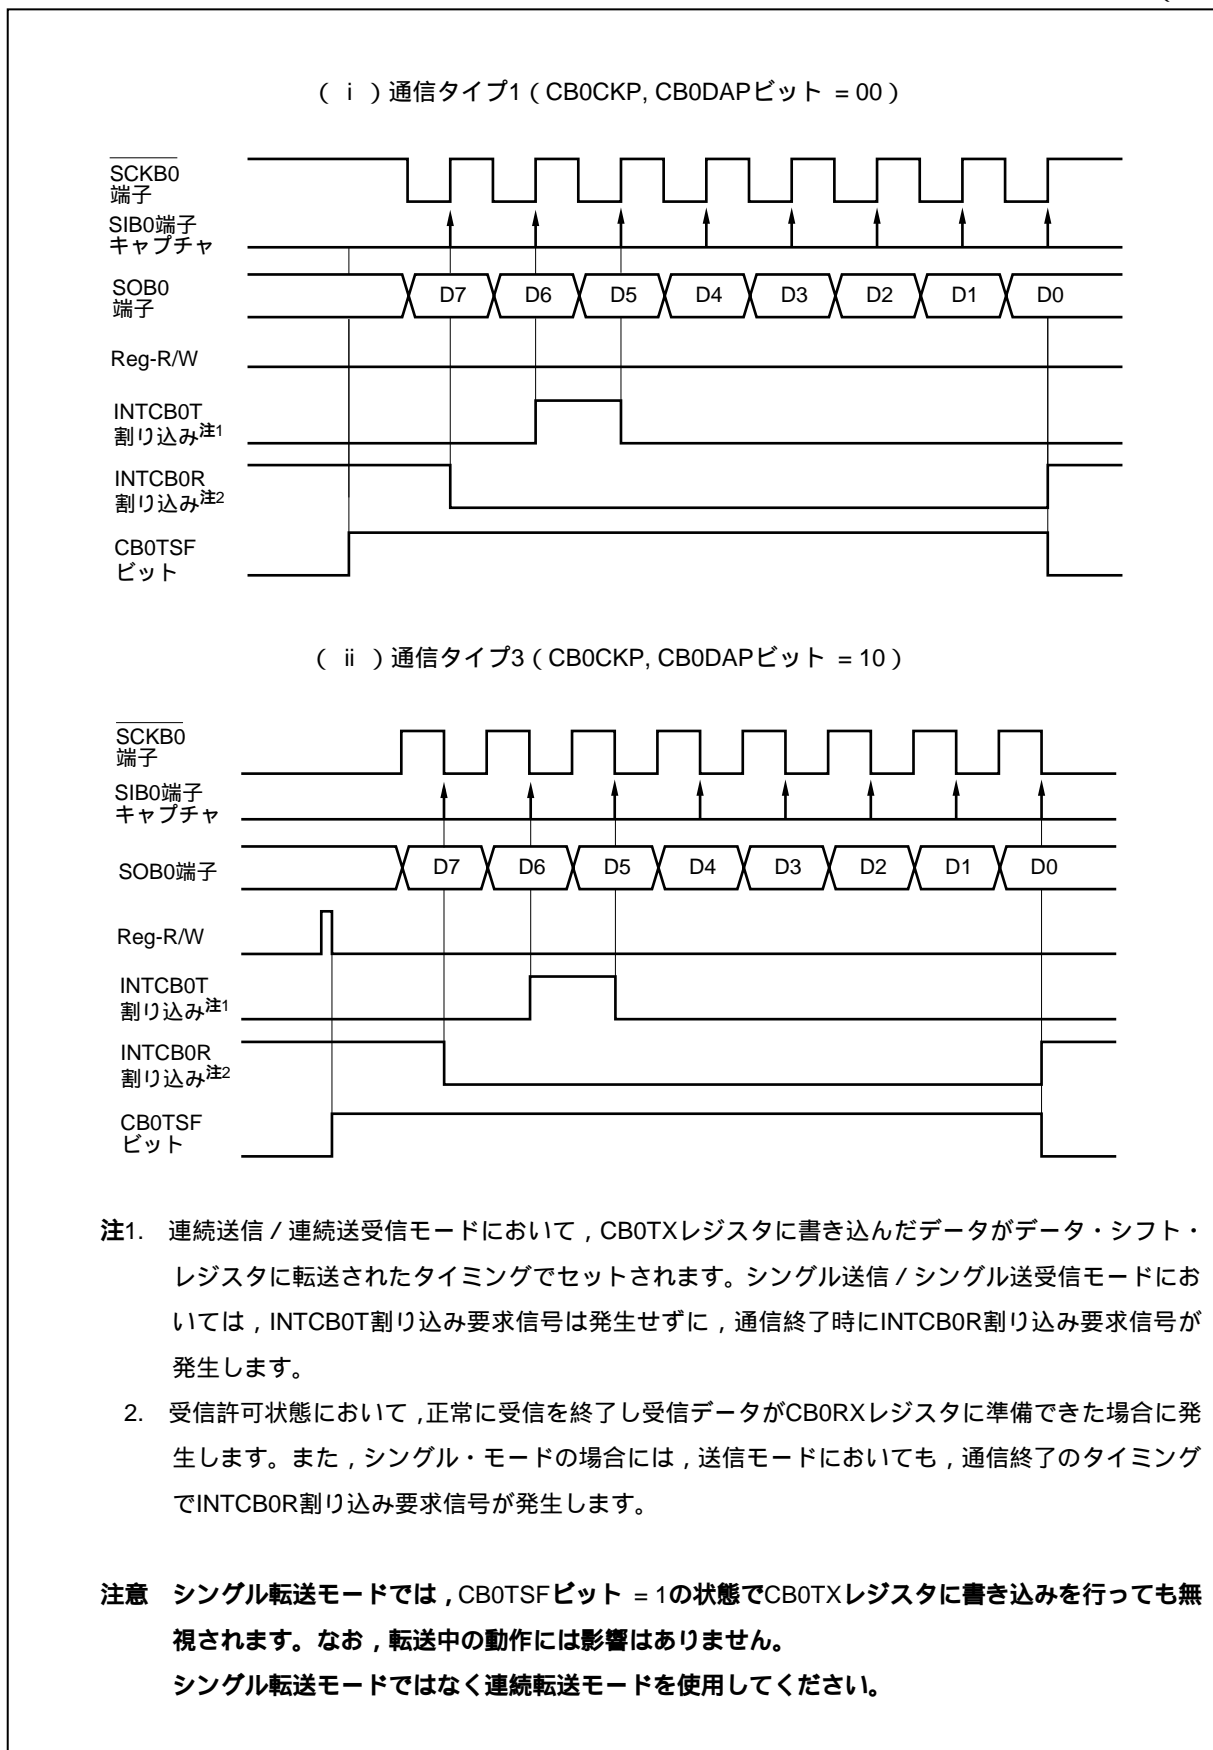 ( i ) 通信タイプ1 ( CB0CKP, CB0DAPビット = 00 )
SCKB0
端子
SIB0端子
キャプチャ
SOB0
端子
D7 D6 D5 D4 D3 D2 D1 D0
Reg-R/W
INTCB0T
割り込み注1
INTCB0R
割り込み注2
CB0TSF
ビット
( ii ) 通信タイプ3 ( CB0CKP, CB0DAPビット = 10 )
SCKB0
端子
SIB0端子
キャプチャ
SOB0端子
D7 D6 D5 D4 D3 D2 D1 D0
Reg-R/W
INTCB0T
割り込み注1
INTCB0R
割り込み注2
CB0TSF
ビット
注1. 連続送信/連続送受信モードにおいて,CB0TXレジスタに書き込んだデータがデータ・シフト・
レジスタに転送されたタイミングでセットされます。シングル送信/シングル送受信モードにお
いては,INTCB0T割り込み要求信号は発生せずに,通信終了時にINTCB0R割り込み要求信号が
発生します。
2. 受信許可状態において,正常に受信を終了し受信データがCB0RXレジスタに準備できた場合に発
生します。また,シングル・モードの場合には,送信モードにおいても,通信終了のタイミング
でINTCB0R割り込み要求信号が発生します。
注意 シングル転送モードでは,CB0TSFビット = 1の状態でCB0TXレジスタに書き込みを行っても無
視されます。なお,転送中の動作には影響はありません。
シングル転送モードではなく連続転送モードを使用してください。